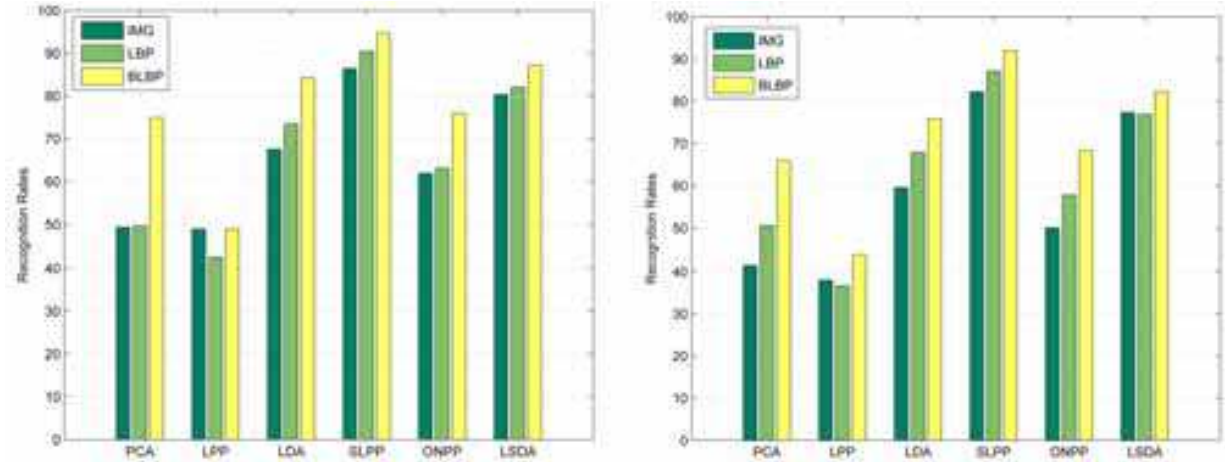 100
90
80
70
60
50
40
30
20
10
0
Recognition Rates
IMG
LBP
BLBP
PCA LPP LDA SLPP ONPP LSDA
100
90
80
70
60
50
40
30
20
10
0
Recognition Rates
IMG
LBP
BLBP
PCA LPP LDA SLPP ONPP LSDA